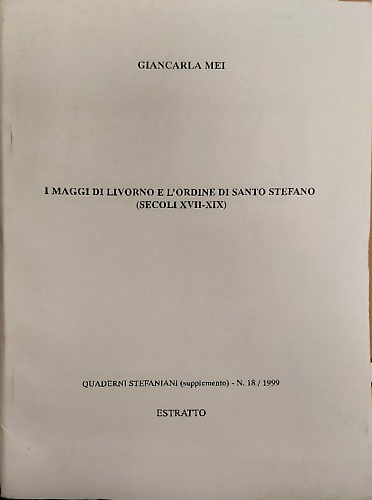 GIANCARLA MEI
I MAGGI DI LIVORNO E L'ORDINE DI SANTO STEFANO
(SECOLI XVII-XIX)
QUADERNI STEFANIANI (supplemento) - N. 18 / 1999
ESTRATTO